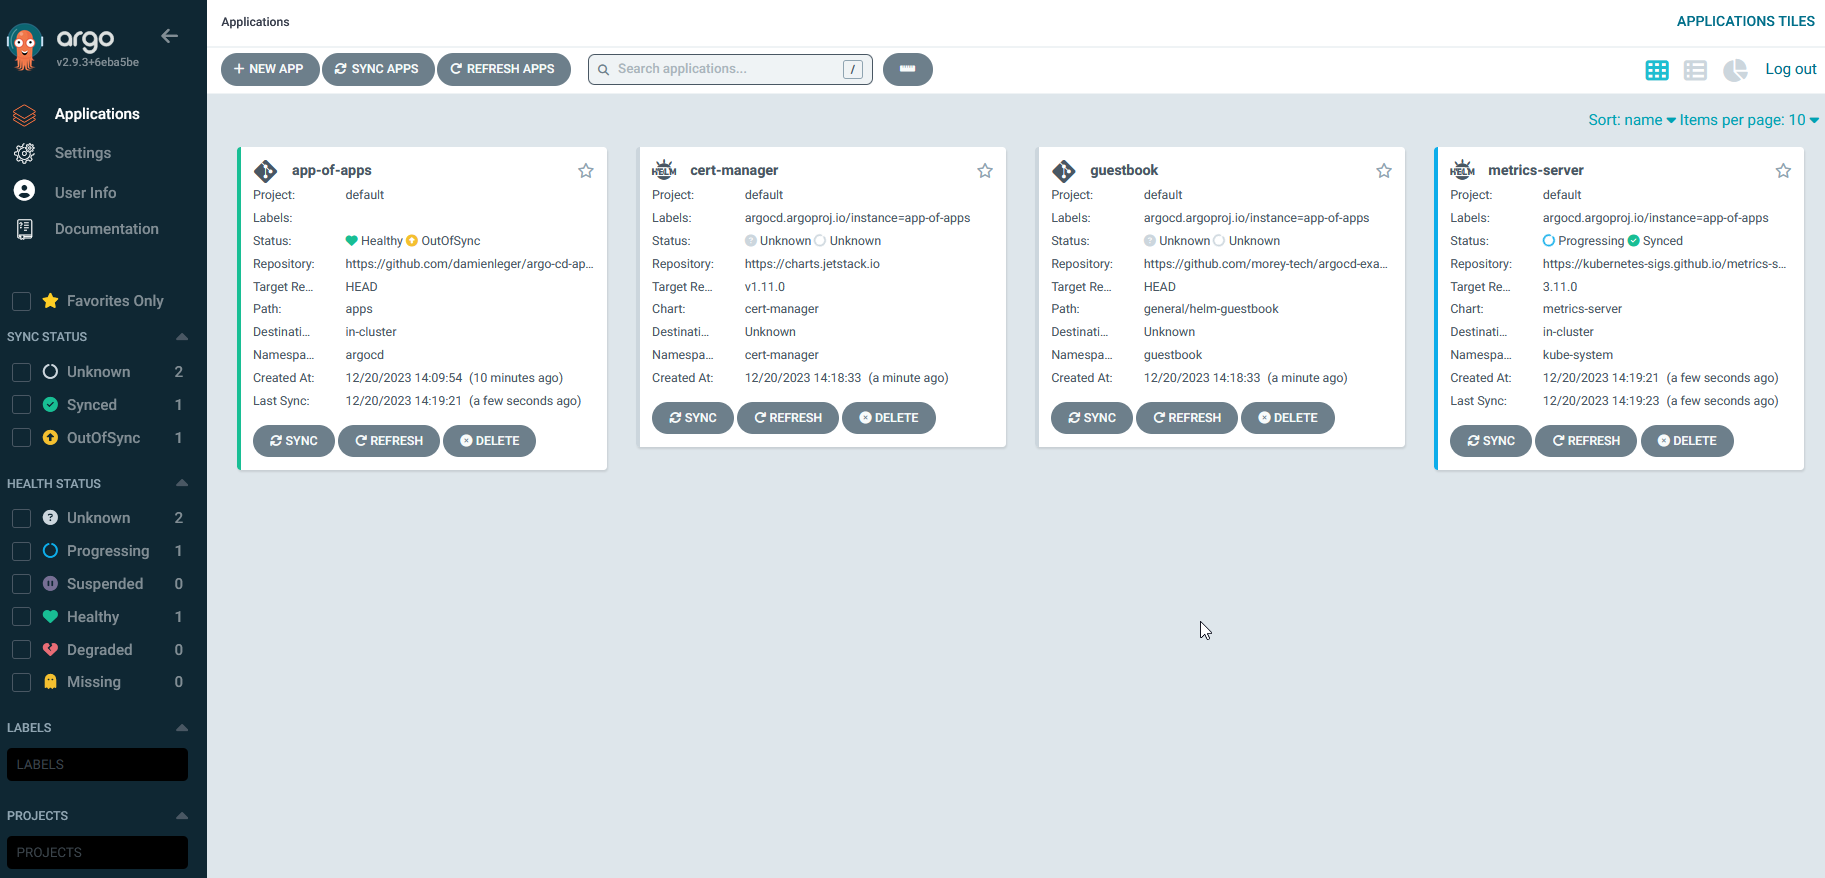 argo
v2.9.3+6eba5be
Applications
Settings
User Info
Documentation
Favorites Only
SYNC STATUS
Unknown 2
Synced 1
OutOfSync 1
HEALTH STATUS
Unknown 2
Progressing 1
Suspended 0
Healthy 1
Degraded 0
Missing 0
LABELS
LABELS
PROJECTS
PROJECTS
Applications
APPLICATIONS TILES
+ NEW APP SYNC APPS REFRESH APPS Search applications... / Log out
Sort: name Items per page: 10
HELM
app-of-apps
Project: default
Labels:
Status: Healthy OutOfSync
Repository: https://github.com/damienleger/argo-cd-ap...
Target Re... HEAD
Path: apps
Destinati... in-cluster
Namespa... argocd
Created At: 12/20/2023 14:09:54 (10 minutes ago)
Last Sync: 12/20/2023 14:19:21 (a few seconds ago)
SYNC REFRESH DELETE
cert-manager
Project: default
Labels: argocd.argoproj.io/instance=app-of-apps
Status: Unknown Unknown
Repository: https://charts.jetstack.io
Target Re... v1.11.0
Chart: cert-manager
Destinati... Unknown
Namespa... cert-manager
Created At: 12/20/2023 14:18:33 (a minute ago)
SYNC REFRESH DELETE
guestbook
Project: default
Labels: argocd.argoproj.io/instance=app-of-apps
Status: Unknown Unknown
Repository: https://github.com/morey-tech/argocd-exa...
Target Re... HEAD
Path: general/helm-guestbook
Destinati... Unknown
Namespa... guestbook
Created At: 12/20/2023 14:18:33 (a minute ago)
SYNC REFRESH DELETE
HELM
metrics-server
Project: default
Labels: argocd.argoproj.io/instance=app-of-apps
Status: Progressing Synced
Repository: https://kubernetes-sigs.github.io/metrics-s...
Target Re... 3.11.0
Chart: metrics-server
Destinati... in-cluster
Namespa... kube-system
Created At: 12/20/2023 14:19:21 (a few seconds ago)
Last Sync: 12/20/2023 14:19:23 (a few seconds ago)
SYNC REFRESH DELETE